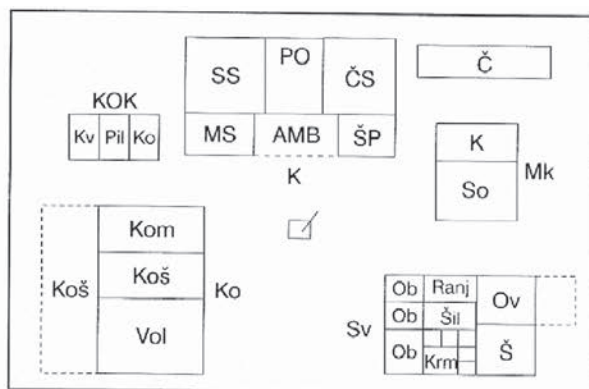 SS PO ČS
Č
KOK
Kv Pil Ko
MS AMB ŠP
K
K
So
Mk
Kom
Koš
Koš
Ko
Vol
Sv
Ob Ranj Ov
Ob Šil
Ob Krm Š